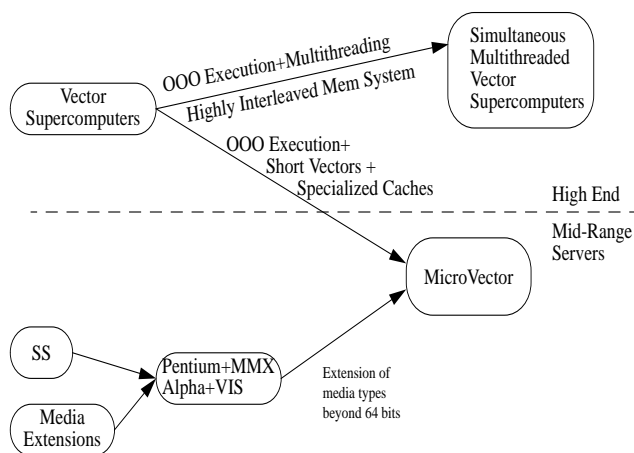 Simultaneous
Multithreaded
Vector
Supercomputers
OOO Execution+Multithreading
Highly Interleaved Mem System
Vector
Supercomputers
OOO Execution+
Short Vectors +
Specialized Caches
High End
Mid-Range
Servers
MicroVector
SS
Pentium+MMX
Alpha+VIS
Extension of
media types
beyond 64 bits
Media
Extensions